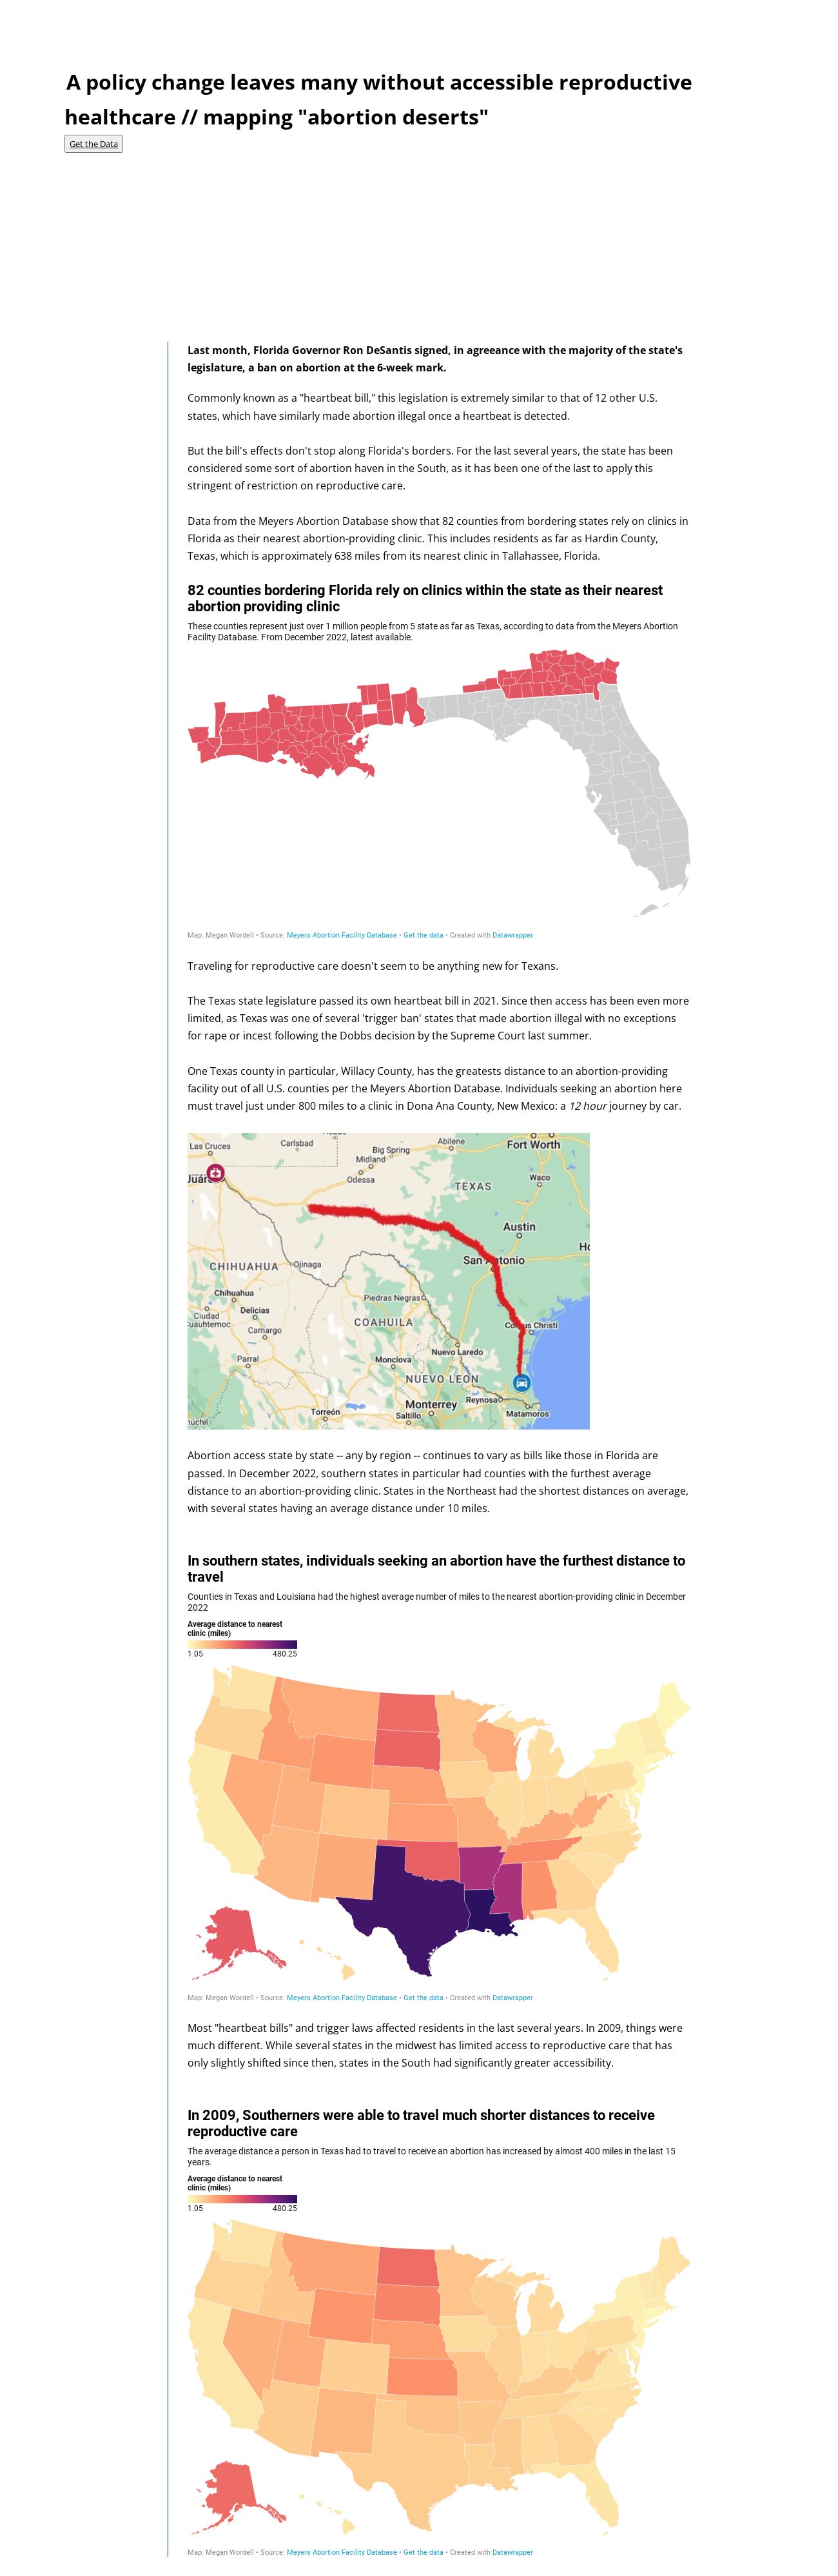 A policy change leaves many without accessible reproductive
healthcare // mapping "abortion deserts"
Get the Data
Last month, Florida Governor Ron DeSantis signed, in agreeance with the majority of the state's
legislature, a ban on abortion at the 6-week mark.
Commonly known as a "heartbeat bill," this legislation is extremely similar to that of 12 other U.S.
states, which have similarly made abortion illegal once a heartbeat is detected.
But the bill's effects don't stop along Florida's borders. For the last several years, the state has been
considered some sort of abortion haven in the South, as it has been one of the last to apply this
stringent of restriction on reproductive care.
Data from the Meyers Abortion Database show that 82 counties from bordering states rely on clinics in
Florida as their nearest abortion-providing clinic. This includes residents as far as Hardin County,
Texas, which is approximately 638 miles from its nearest clinic in Tallahassee, Florida.
82 counties bordering Florida rely on clinics within the state as their nearest
abortion providing clinic
These counties represent just over 1 million people from 5 state as far as Texas, according to data from the Meyers Abortion
Facility Database. From December 2022, latest available.
Map: Megan Wordell • Source: Meyers Abortion Facility Database • Get the data • Created with Datawrapper
Traveling for reproductive care doesn't seem to be anything new for Texans.
The Texas state legislature passed its own heartbeat bill in 2021. Since then access has been even more
limited, as Texas was one of several 'trigger ban' states that made abortion illegal with no exceptions
for rape or incest following the Dobbs decision by the Supreme Court last summer.
One Texas county in particular, Willacy County, has the greatests distance to an abortion-providing
facility out of all U.S. counties per the Meyers Abortion Database. Individuals seeking an abortion here
must travel just under 800 miles to a clinic in Dona Ana County, New Mexico: a 12 hour journey by car.
Las Cruces
Carlsbad
Hobbs
Big Spring
Abilene
Fort Worth
Midland
Odessa
Juár
TEXAS
Waco
Austin
Ho
San Antonio
CHIHUAHUA
Ojinaga
Chihuahua
Piedras Negras
Ciudad
Cuauhtemoc
Delicias
COAHUILA
Corpus Christi
Camargo
Nuevo Laredo
Parral
Monclova
NUEVO LEON
Reynosa
Monterrey
Matamoros
nuchil
Torreón
Saltillo
Abortion access state by state -- any by region -- continues to vary as bills like those in Florida are
passed. In December 2022, southern states in particular had counties with the furthest average
distance to an abortion-providing clinic. States in the Northeast had the shortest distances on average,
with several states having an average distance under 10 miles.
In southern states, individuals seeking an abortion have the furthest distance to
travel
Counties in Texas and Louisiana had the highest average number of miles to the nearest abortion-providing clinic in December
2022
Average distance to nearest
clinic (miles)
1.05 480.25
Map: Megan Wordell • Source: Meyers Abortion Facility Database • Get the data • Created with Datawrapper
Most "heartbeat bills" and trigger laws affected residents in the last several years. In 2009, things were
much different. While several states in the midwest has limited access to reproductive care that has
only slightly shifted since then, states in the South had significantly greater accessibility.
In 2009, Southerners were able to travel much shorter distances to receive
reproductive care
The average distance a person in Texas had to travel to receive an abortion has increased by almost 400 miles in the last 15
years.
Average distance to nearest
clinic (miles)
1.05 480.25
Map: Megan Wordell • Source: Meyers Abortion Facility Database • Get the data • Created with Datawrapper